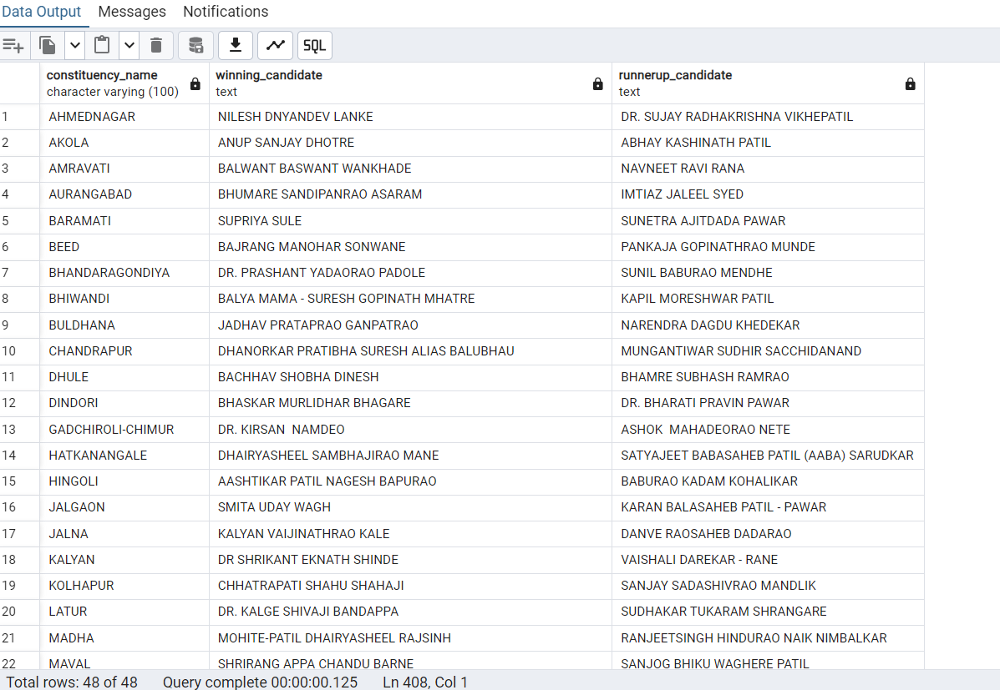 Data Output Messages Notifications
SQL
constituency_name winning_candidate runnerup_candidate
character varying (100) text text
1 AHMEDNAGAR NILESH DNYANDEV LANKE DR. SUJAY RADHAKRISHNA VIKHEPATIL
2 AKOLA ANUP SANJAY DHOTRE ABHAY KASHINATH PATIL
3 AMRAVATI BALWANT BASWANT WANKHADE NAVNEET RAVI RANA
4 AURANGABAD BHUMARE SANDIPANRAO ASARAM IMTIAZ JALEEL SYED
5 BARAMATI SUPRIYA SULE SUNETRA AJITDADA PAWAR
6 BEED BAJRANG MANOHAR SONWANE PANKAJA GOPINATHRAO MUNDE
7 BHANDARAGONDIYA DR. PRASHANT YADAORAO PADOLE SUNIL BABURAO MENDHE
8 BHIWANDI BALYA MAMA - SURESH GOPINATH MHATRE KAPIL MORESHWAR PATIL
9 BULDHANA JADHAV PRATAPRAO GANPATRAO NARENDRA DAGDU KHEDEKAR
10 CHANDRAPUR DHANORKAR PRATIBHA SURESH ALIAS BALUBHAU MUNGANTIWAR SUDHIR SACCHIDANAND
11 DHULE BACHHAV SHOBHA DINESH BHAMRE SUBHASH RAMRAO
12 DINDORI BHASKAR MURLIDHAR BHAGARE DR. BHARATI PRAVIN PAWAR
13 GADCHIROLI-CHIMUR DR. KIRSAN  NAMDEO ASHOK  MAHADEORAO NETE
14 HATKANANGALE DHAIRYASHEEL SAMBHAJIRAO MANE SATYAJEET BABASAHEB PATIL (AABA) SARUDKAR
15 HINGOLI AASHTIKAR PATIL NAGESH BAPURAO BABURAO KADAM KOHALIKAR
16 JALGAON SMITA UDAY WAGH KARAN BALASAHEB PATIL - PAWAR
17 JALNA KALYAN VAIJINATHRAO KALE DANVE RAOSAHEB DADARAO
18 KALYAN DR SHRIKANT EKNATH SHINDE VAISHALI DAREKAR - RANE
19 KOLHAPUR CHHATRAPATI SHAHU SHAHAJI SANJAY SADASHIVRAO MANDLIK
20 LATUR DR. KALGE SHIVAJI BANDAPPA SUDHAKAR TUKARAM SHRANGARE
21 MADHA MOHITE-PATIL DHAIRYASHEEL RAJSINH RANJEETSINGH HINDURAO NAIK NIMBALKAR
22 MAVAL SHRIRANG APPA CHANDU BARNE SANJOG BHIKU WAGHERE PATIL
Total rows: 48 of 48 Query complete 00:00:00.125 Ln 408, Col 1